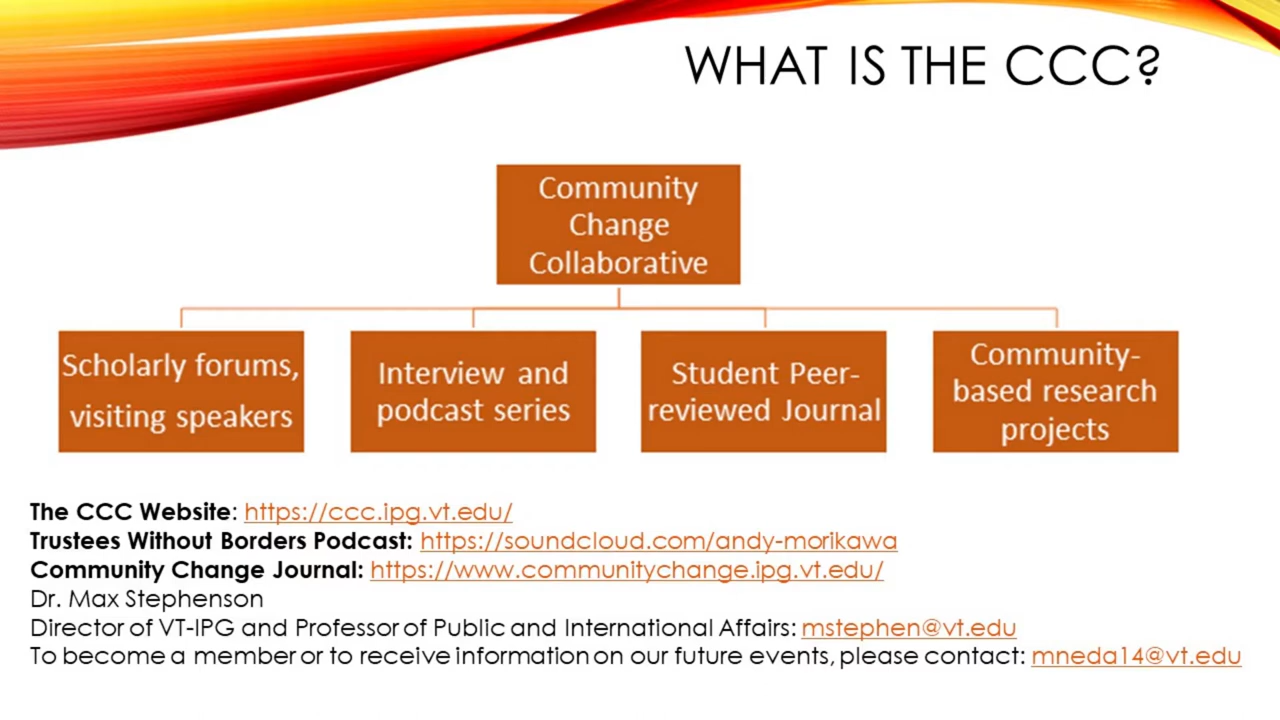 WHAT IS THE CCC?
Community
Change
Collaborative
Scholarly forums,
visiting speakers
Interview and
podcast series
Student Peer-
reviewed Journal
Community-
based research
projects
The CCC Website: https://ccc.ipg.vt.edu/
Trustees Without Borders Podcast: https://soundcloud.com/andy-morikawa
Community Change Journal: https://www.communitychange.ipg.vt.edu/
Dr. Max Stephenson
Director of VT-IPG and Professor of Public and International Affairs: mstephen@vt.edu
To become a member or to receive information on our future events, please contact: mneda14@vt.edu